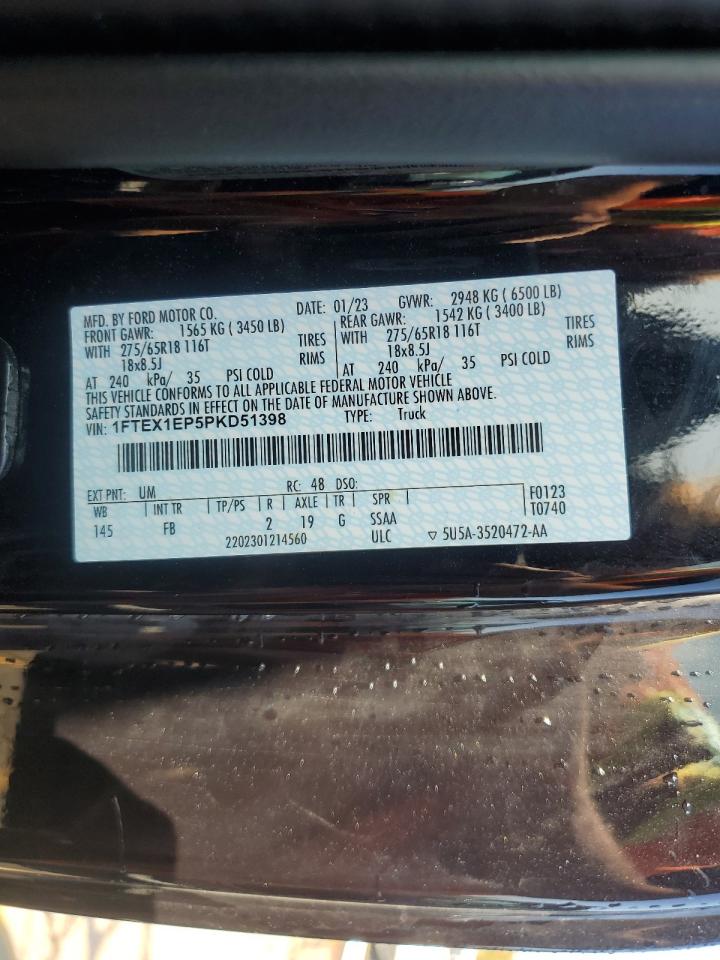 MFD. BY FORD MOTOR CO. DATE: 01/23 GVWR: 2948 KG ( 6500 LB)
FRONT GAWR: 1565 KG ( 3450 LB) REAR GAWR: 1542 KG ( 3400 LB)
WITH 275/65R18 116T TIRES WITH 275/65R18 116T TIRES
18x8.5J RIMS 18x8.5J RIMS
AT 240 kPa/ 35 PSI COLD AT 240 kPa/ 35 PSI COLD
THIS VEHICLE CONFORMS TO ALL APPLICABLE FEDERAL MOTOR VEHICLE
SAFETY STANDARDS IN EFFECT ON THE DATE OF MANUFACTURE SHOWN ABOVE.
VIN: 1FTEX1EP5PKD51398 TYPE: Truck
EXT PNT: UM RC: 48 DSO:
WB INT TR TP/PS R AXLE TR SPR F0123
145 FB 2 19 G SSAA T0740
2202301214560 ULC ▽ 5U5A-3520472-AA